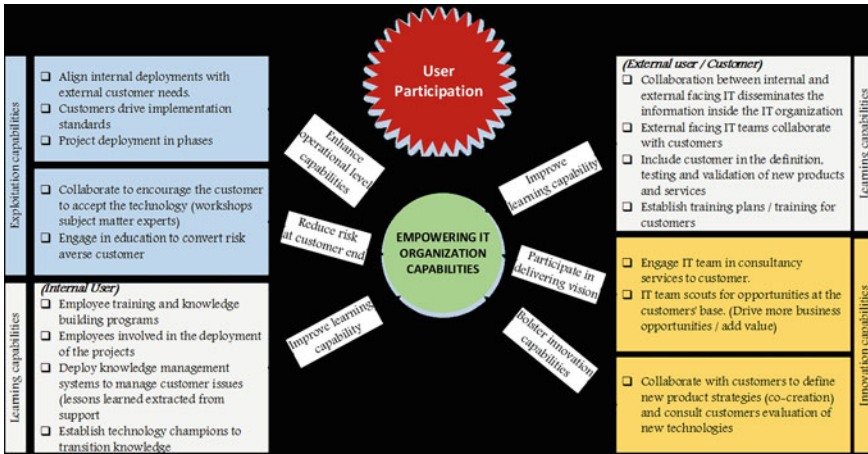 User
Participation
Exploitation capabilities
❑ Align internal deployments with
external customer needs.
❑ Customers drive implementation
standards
❑ Project deployment in phases
❑ Collaborate to encourage the customer
to accept the technology (workshops
subject matter experts)
❑ Engage in education to convert risk
averse customer
Learning capabilities
(Internal User)
❑ Employee training and knowledge
building programs
❑ Employees involved in the deployment
of the projects
❑ Deploy knowledge management
systems to manage customer issues
(lessons learned extracted from
support
❑ Establish technology champions to
transition knowledge
Enhance
operational level
capabilities
Reduce risk
at customer end
Improve learning
capability
EMPOWERING IT
ORGANIZATION
CAPABILITIES
Improve
learning capability
Participate in
delivering vision
Bolster innovation
capabilities
(External user / Customer)
❑ Collaboration between internal and
external facing IT disseminates the
information inside the IT organization
❑ External facing IT teams collaborate
with customers
❑ Include customer in the definition,
testing and validation of new products
and services
❑ Establish training plans / training for
customers
Learning capabilities
❑ Engage IT team in consultancy
services to customer.
❑ IT team scouts for opportunities at the
customers' base. (Drive more business
opportunities / add value)
❑ Collaborate with customers to define
new product strategies (co-creation)
and consult customers evaluation of
new technologies
Innovation capabilities